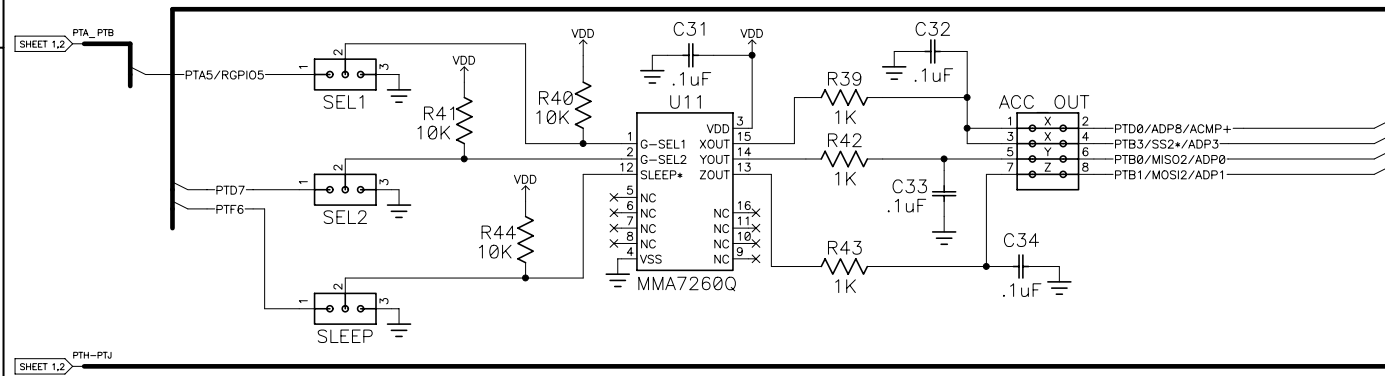 SHEET 1,2
PTA_PTB
PTA5/RGPIO5
1
2
3
SEL1
VDD
R41
10K
VDD
R40
10K
C31
.1uF
VDD
U11
1
G-SEL1
2
G-SEL2
12
SLEEP*
5
NC
6
NC
7
NC
8
NC
4
VSS
VDD
3
XOUT
15
YOUT
14
ZOUT
13
NC
16
NC
11
NC
10
NC
9
MMA7260Q
PTD7
1
2
3
SEL2
PTF6
VDD
R44
10K
1
2
3
SLEEP
R39
1K
C32
.1uF
R42
1K
C33
.1uF
R43
1K
C34
.1uF
ACC OUT
1 X 2
3 X 4
5 Y 6
7 Z 8
PTD0/ADP8/ACMP+
PTB3/SS2*/ADP3
PTB0/MISO2/ADP0
PTB1/MOSI2/ADP1
SHEET 1,2
PTH-PTJ